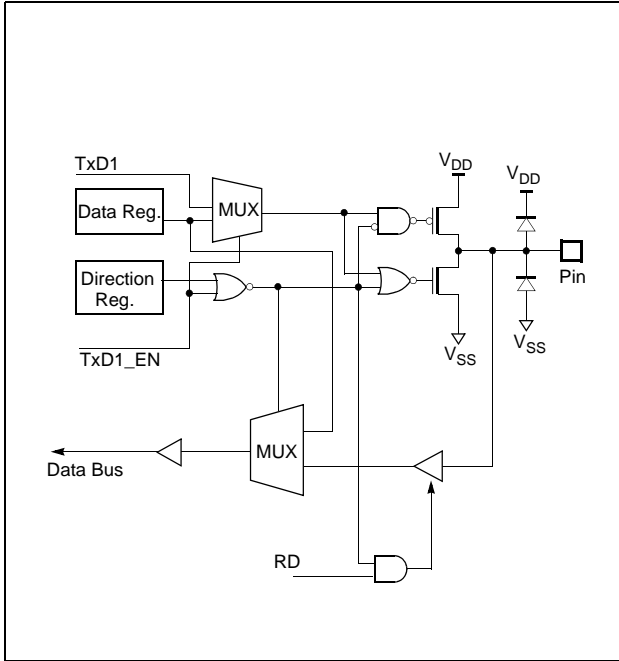 TxD1
Data Reg.
MUX
V_DD
V_DD
Direction
Reg.
Pin
TxD1_EN
V_SS
V_SS
MUX
Data Bus
RD